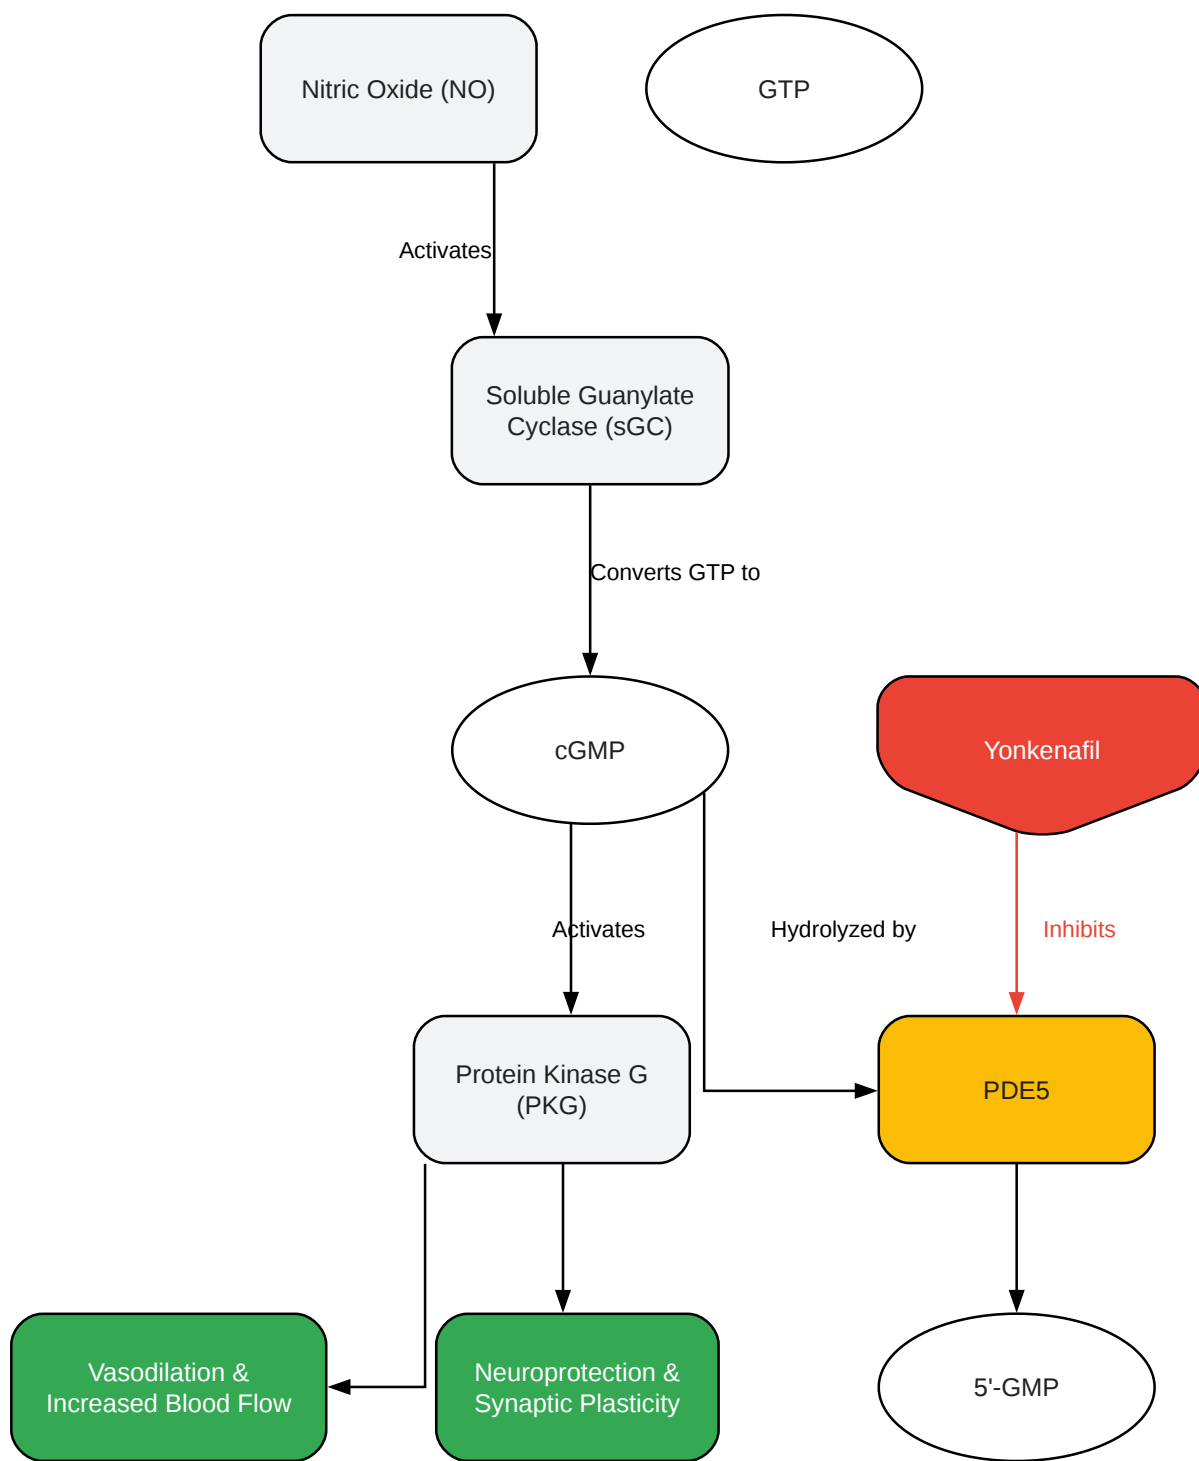 Nitric Oxide (NO)
GTP
Activates
Soluble Guanylate
Cyclase (sGC)
Converts GTP to
cGMP
Yonkenafil
Activates
Hydrolyzed by
Inhibits
Protein Kinase G
(PKG)
PDE5
Vasodilation &
Increased Blood Flow
Neuroprotection &
Synaptic Plasticity
5'-GMP